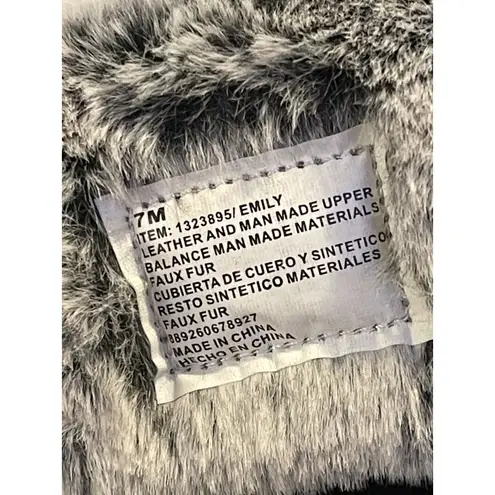 7M
ITEM: 1323895/ EMILY
LEATHER AND MAN MADE UPPER
BALANCE MAN MADE MATERIALS
FAUX FUR
CUBIERTA DE CUERO Y SINTETICO
RESTO SINTETICO MATERIALES
FAUX FUR
889260678927
MADE IN CHINA
HECHO EN CHINA